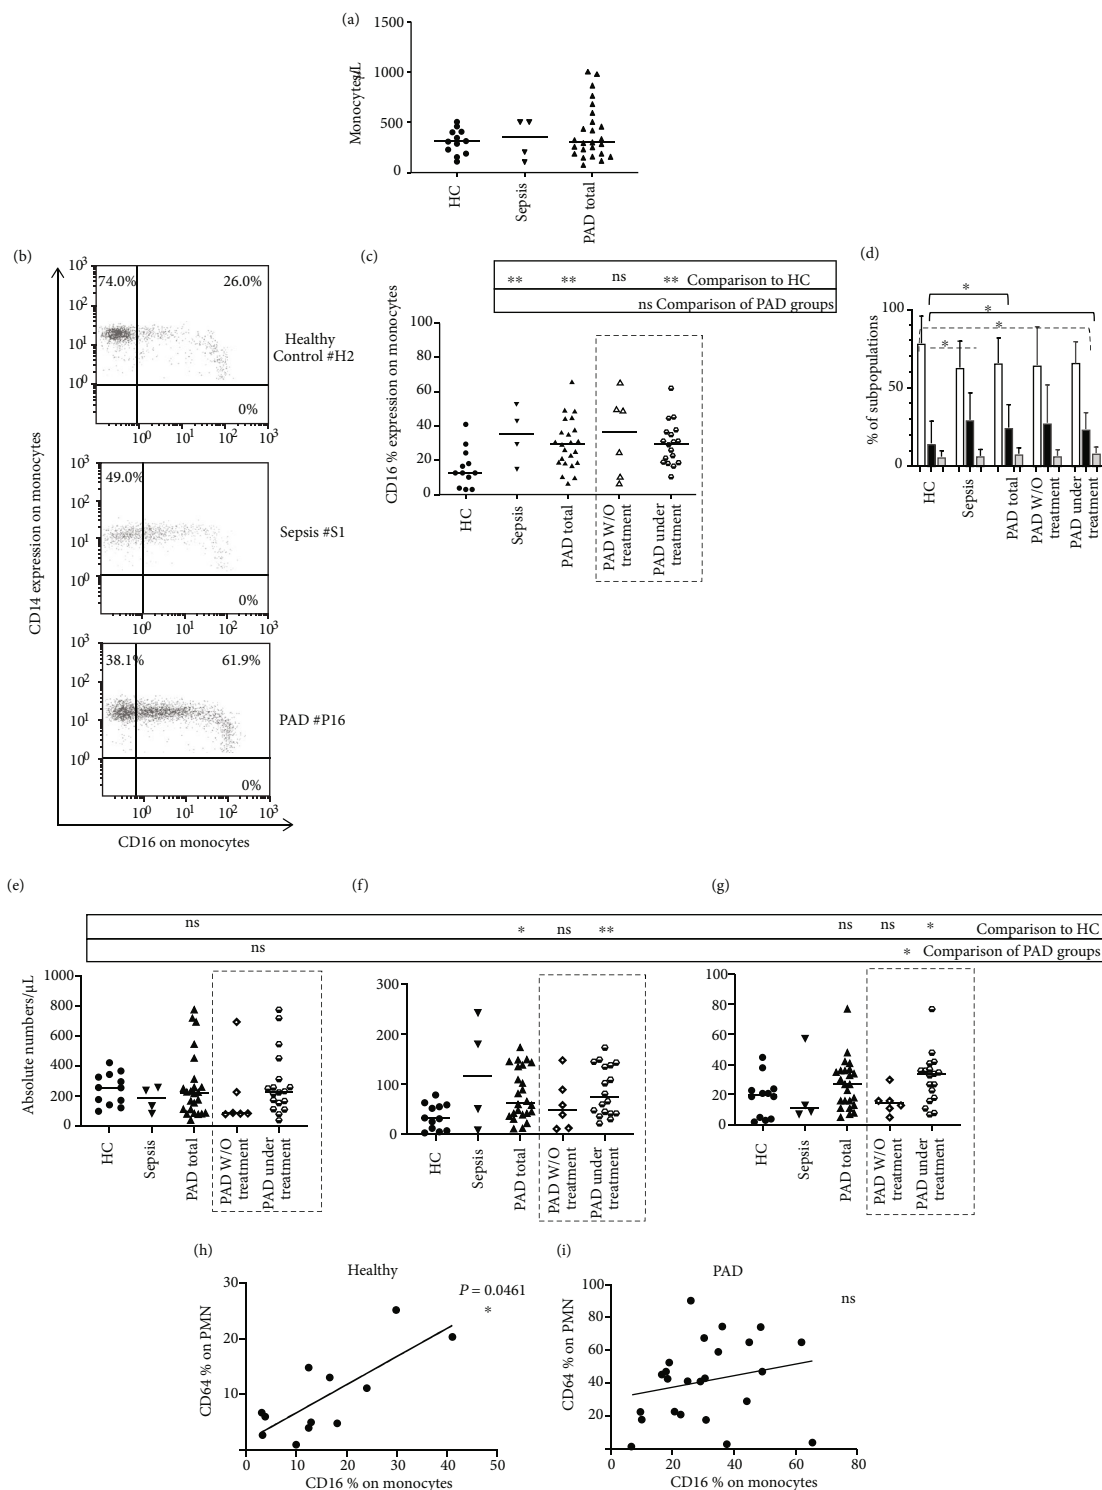 (a)
1500
1000
500
0
Monocytes/µL
HC
Sepsis
PAD total
(b)
10³
10²
10¹
10⁰
74.0%
26.0%
0%
10⁰ 10¹ 10² 10³
Healthy
Control #H2
10³
10²
10¹
10⁰
49.0%
0%
10⁰ 10¹ 10² 10³
Sepsis #S1
10³
10²
10¹
10⁰
38.1%
61.9%
0%
10⁰ 10¹ 10² 10³
PAD #P16
CD14 expression on monocytes
CD16 on monocytes
(c)
** ** ns ** Comparison to HC
ns Comparison of PAD groups
100
80
60
40
20
0
CD16 % expression on monocytes
HC
Sepsis
PAD total
PAD W/O
treatment
PAD under
treatment
(d)
*
*
*
*
100
50
0
% of subpopulations
HC
Sepsis
PAD total
PAD W/O
treatment
PAD under
treatment
(e)
(f)
(g)
ns * ns ** ns ns * Comparison to HC
ns * Comparison of PAD groups
1000
800
600
400
200
0
Absolute numbers/µL
HC
Sepsis
PAD total
PAD W/O
treatment
PAD under
treatment
300
200
100
0
HC
Sepsis
PAD total
PAD W/O
treatment
PAD under
treatment
100
80
60
40
20
0
HC
Sepsis
PAD total
PAD W/O
treatment
PAD under
treatment
(h)
Healthy
P = 0.0461
*
30
20
10
0
CD64 % on PMN
0 10 20 30 40 50
CD16 % on monocytes
(i)
PAD
ns
100
80
60
40
20
CD64 % on PMN
0 20 40 60 80
CD16 % on monocytes